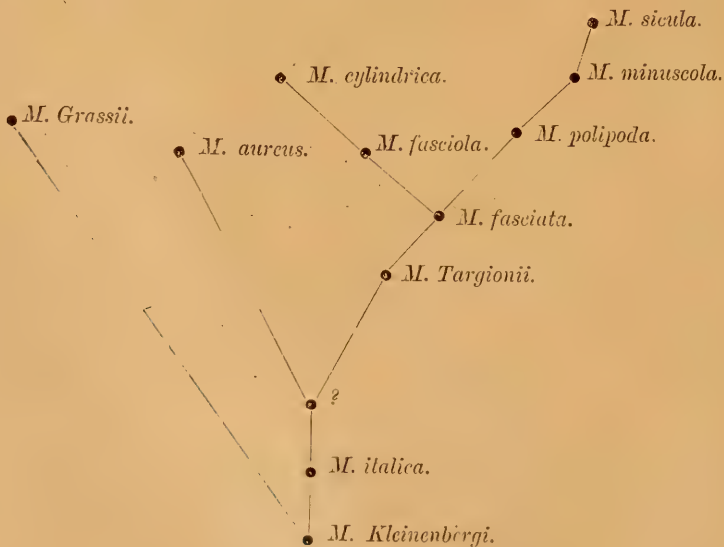 M. sicula.
M. cylindrica.
M. minuscola.
M. Grassii.
M. aureus.
M. fasciola.
M. polipoda.
M. fasciata.
M. Targionii.
?
M. italica.
M. Kleinenbergi.